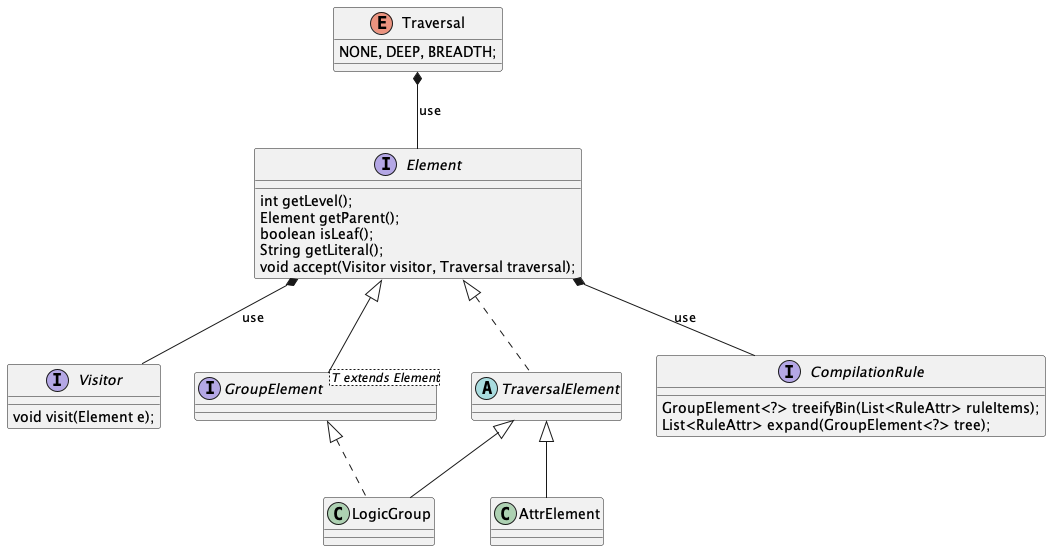 E Traversal
NONE, DEEP, BREADTH;
use
I Element
int getLevel();
Element getParent();
boolean isLeaf();
String getLiteral();
void accept(Visitor visitor, Traversal traversal);
use
use
I Visitor
void visit(Element e);
I GroupElement
T extends Element
A TraversalElement
I CompilationRule
GroupElement<?> treeifyBin(List<RuleAttr> ruleItems);
List<RuleAttr> expand(GroupElement<?> tree);
C LogicGroup
C AttrElement